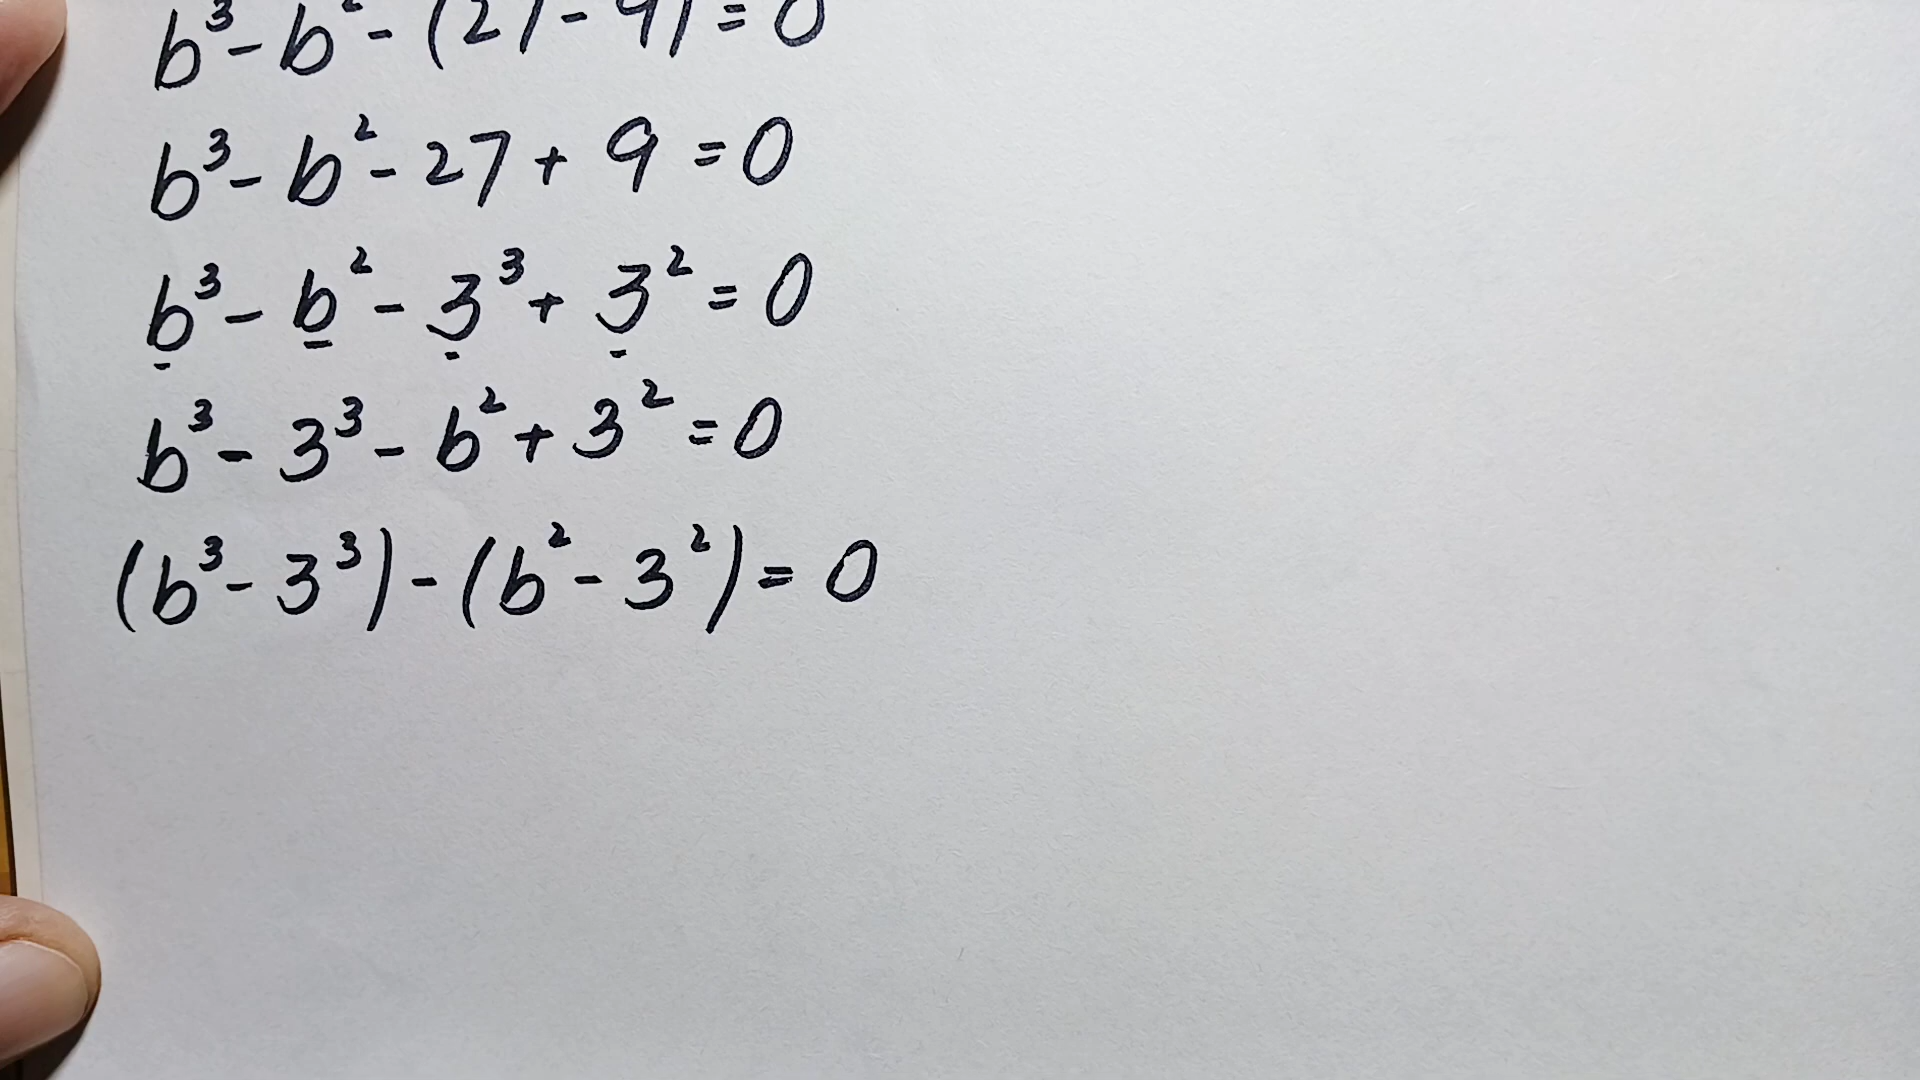 b³ - b² - (27 - 9) = 0
b³ - b² - 27 + 9 = 0
b³ - b² - 3³ + 3² = 0
b³ - 3³ - b² + 3² = 0
(b³ - 3³) - (b² - 3²) = 0